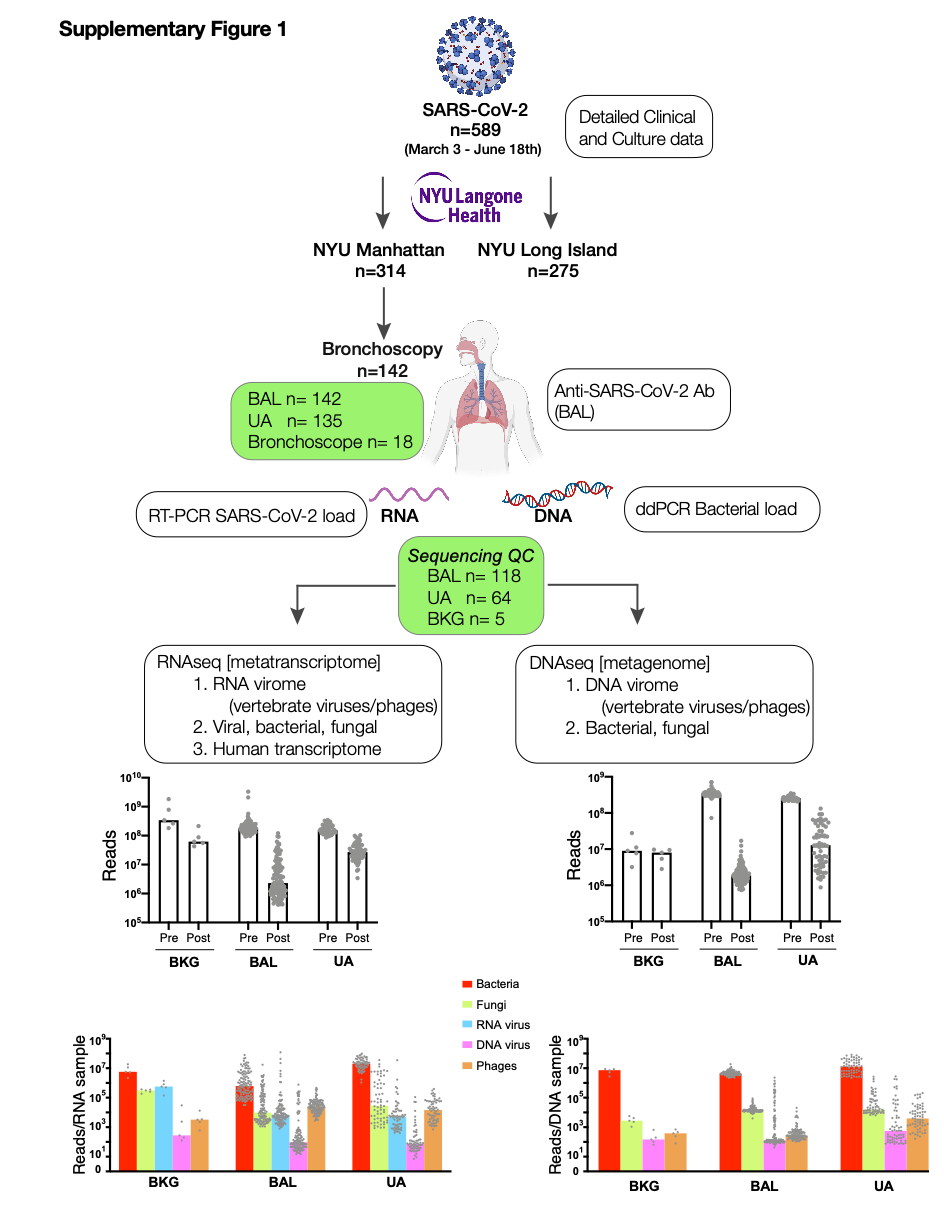 Supplementary Figure 1
SARS-CoV-2
n=589
(March 3 - June 18th)
Detailed Clinical
and Culture data
NYU Langone
Health
NYU Manhattan
n=314
NYU Long Island
n=275
Bronchoscopy
n=142
BAL n= 142
UA n= 135
Bronchoscope n= 18
Anti-SARS-CoV-2 Ab
(BAL)
RT-PCR SARS-CoV-2 load
RNA
DNA
ddPCR Bacterial load
Sequencing QC
BAL n= 118
UA n= 64
BKG n= 5
RNAseq [metatranscriptome]
1. RNA virome
(vertebrate viruses/phages)
2. Viral, bacterial, fungal
3. Human transcriptome
DNAseq [metagenome]
1. DNA virome
(vertebrate viruses/phages)
2. Bacterial, fungal
Reads
10¹⁰
10⁹
10⁸
10⁷
10⁶
10⁵
Pre Post Pre Post Pre Post
BKG BAL UA
Reads
10⁹
10⁸
10⁷
10⁶
10⁵
Pre Post Pre Post Pre Post
BKG BAL UA
Bacteria
Fungi
RNA virus
DNA virus
Phages
Reads/RNA sample
10⁹
10⁷
10⁵
10³
10¹
0
BKG BAL UA
Reads/DNA sample
10⁹
10⁷
10⁵
10³
10¹
0
BKG BAL UA